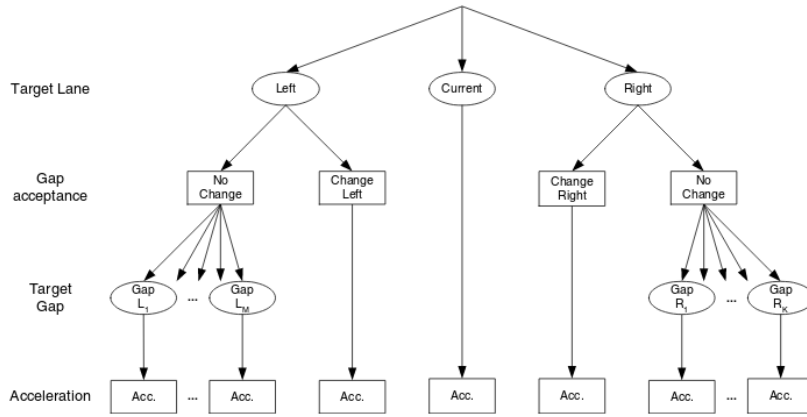 Target Lane
Left
Current
Right
Gap
acceptance
No
Change
Change
Left
Change
Right
No
Change
Target
Gap
Gap
L1
...
Gap
LM
Gap
R1
...
Gap
RK
Acceleration
Acc.
...
Acc.
Acc.
Acc.
Acc.
Acc.
...
Acc.